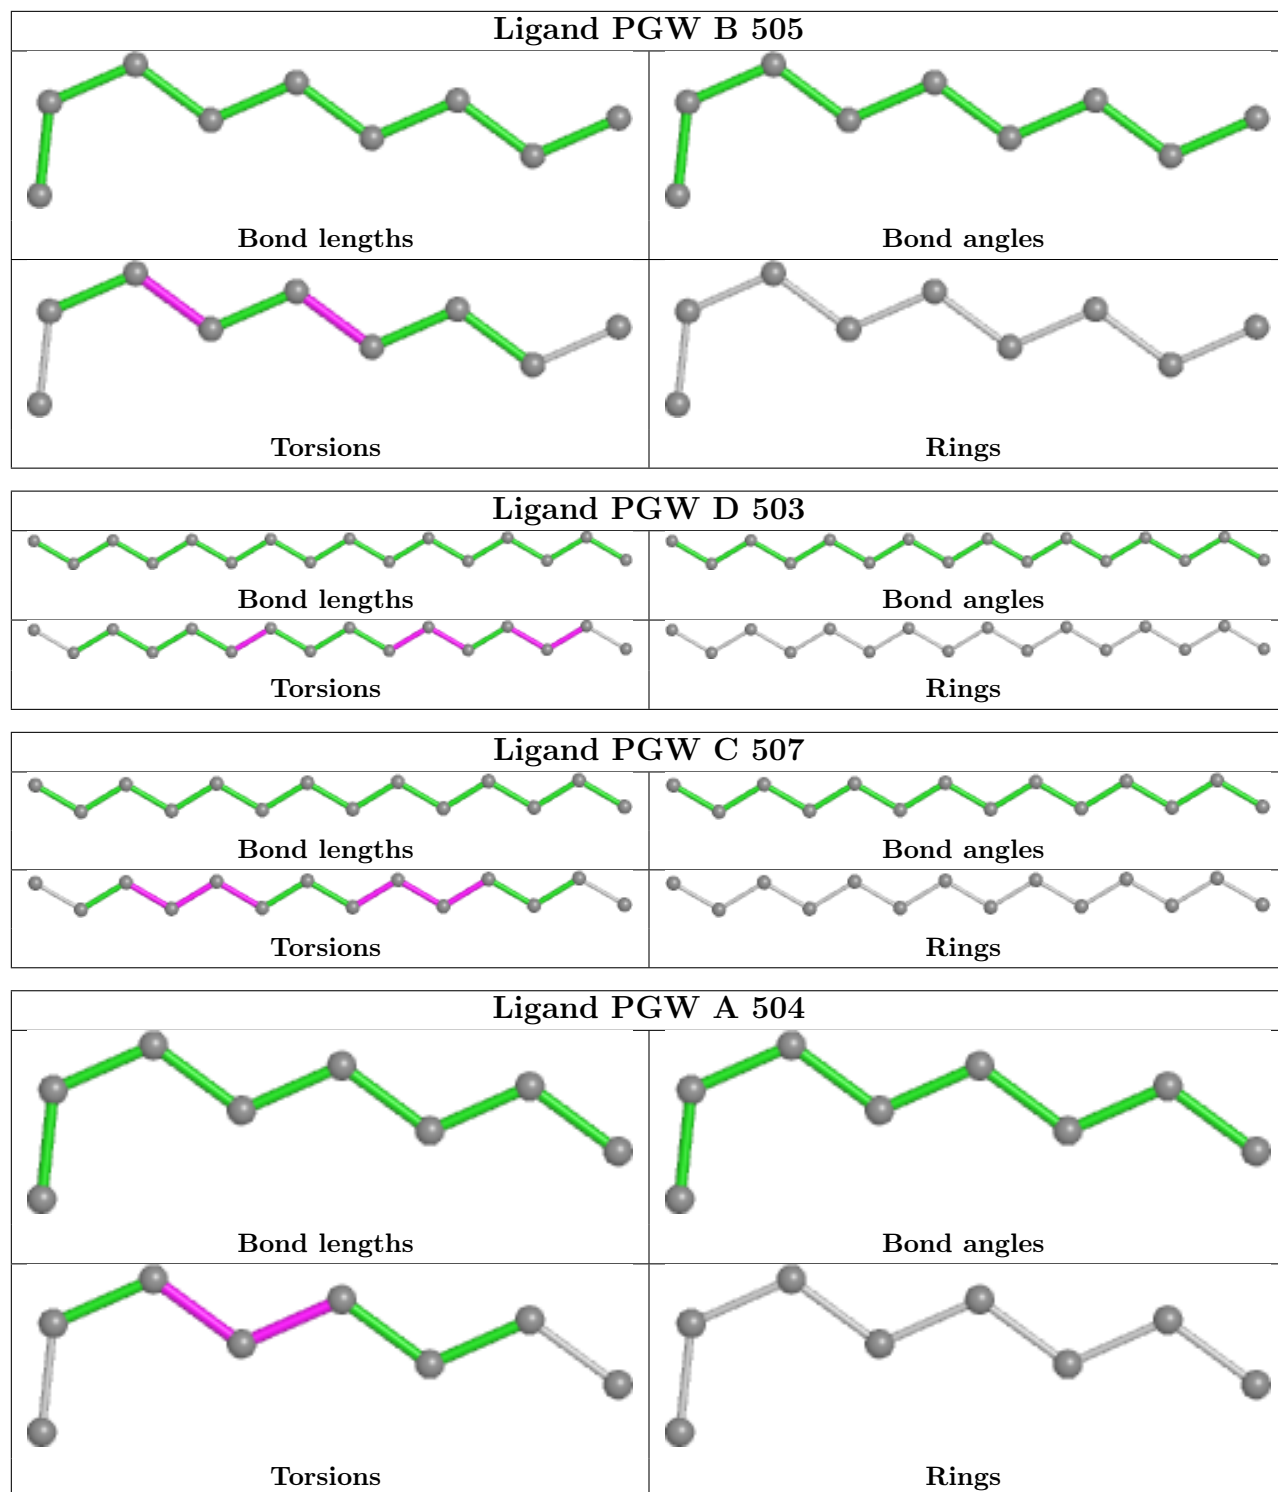 Ligand PGW B 505
Bond lengths
Bond angles
Torsions
Rings
Ligand PGW D 503
Bond lengths
Bond angles
Torsions
Rings
Ligand PGW C 507
Bond lengths
Bond angles
Torsions
Rings
Ligand PGW A 504
Bond lengths
Bond angles
Torsions
Rings